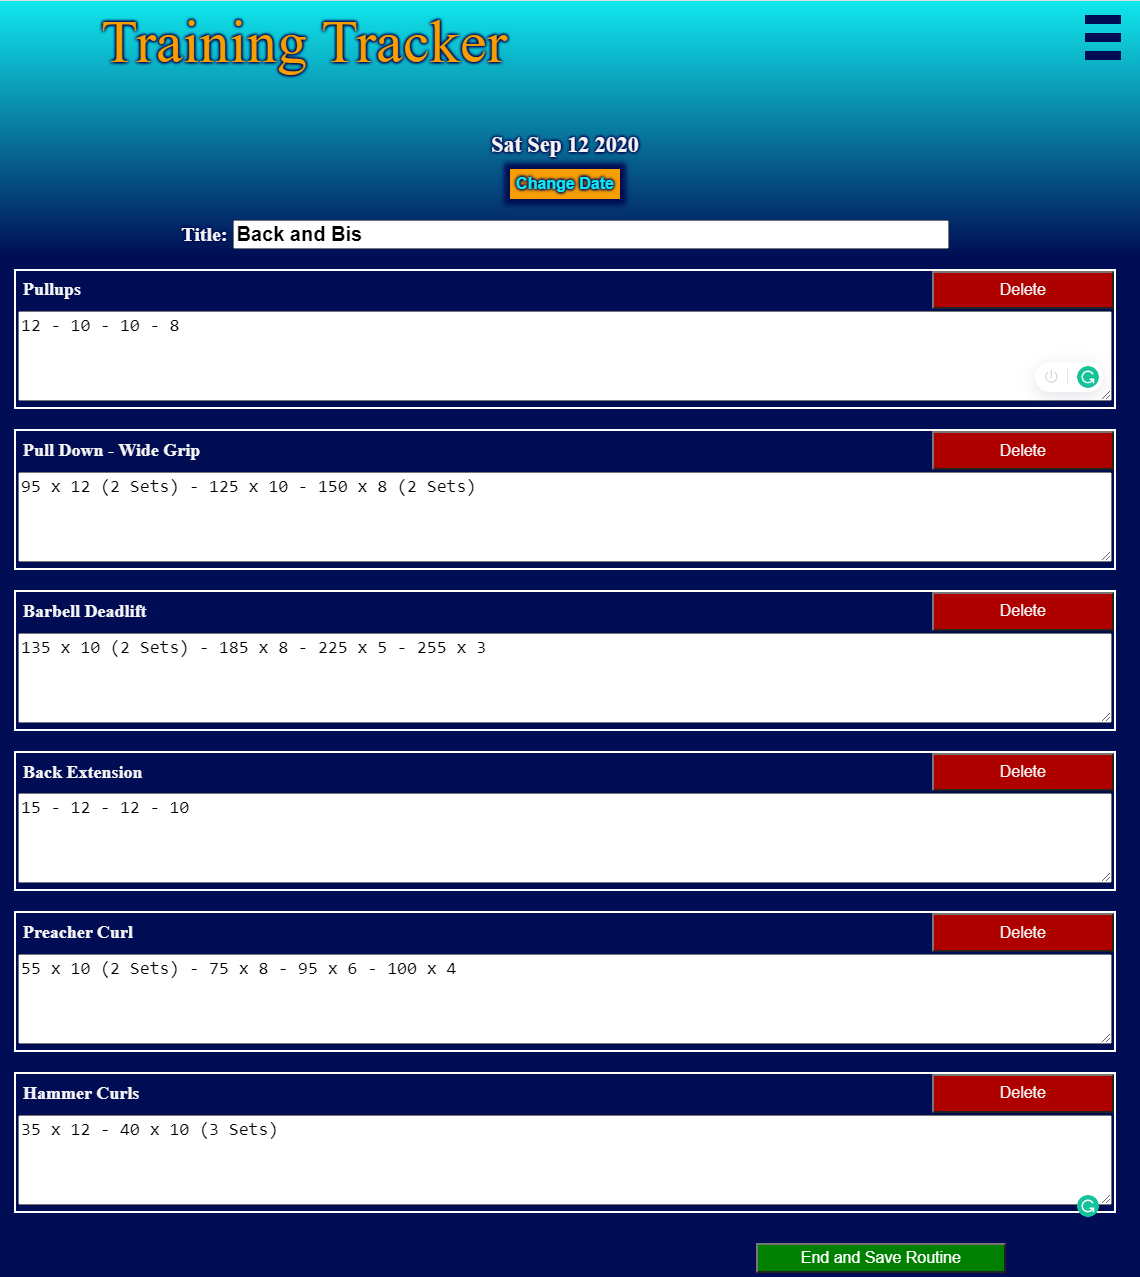 Training Tracker
Sat Sep 12 2020
Change Date
Title: Back and Bis
Pullups Delete
12 - 10 - 10 - 8
Pull Down - Wide Grip Delete
95 x 12 (2 Sets) - 125 x 10 - 150 x 8 (2 Sets)
Barbell Deadlift Delete
135 x 10 (2 Sets) - 185 x 8 - 225 x 5 - 255 x 3
Back Extension Delete
15 - 12 - 12 - 10
Preacher Curl Delete
55 x 10 (2 Sets) - 75 x 8 - 95 x 6 - 100 x 4
Hammer Curls Delete
35 x 12 - 40 x 10 (3 Sets)
End and Save Routine